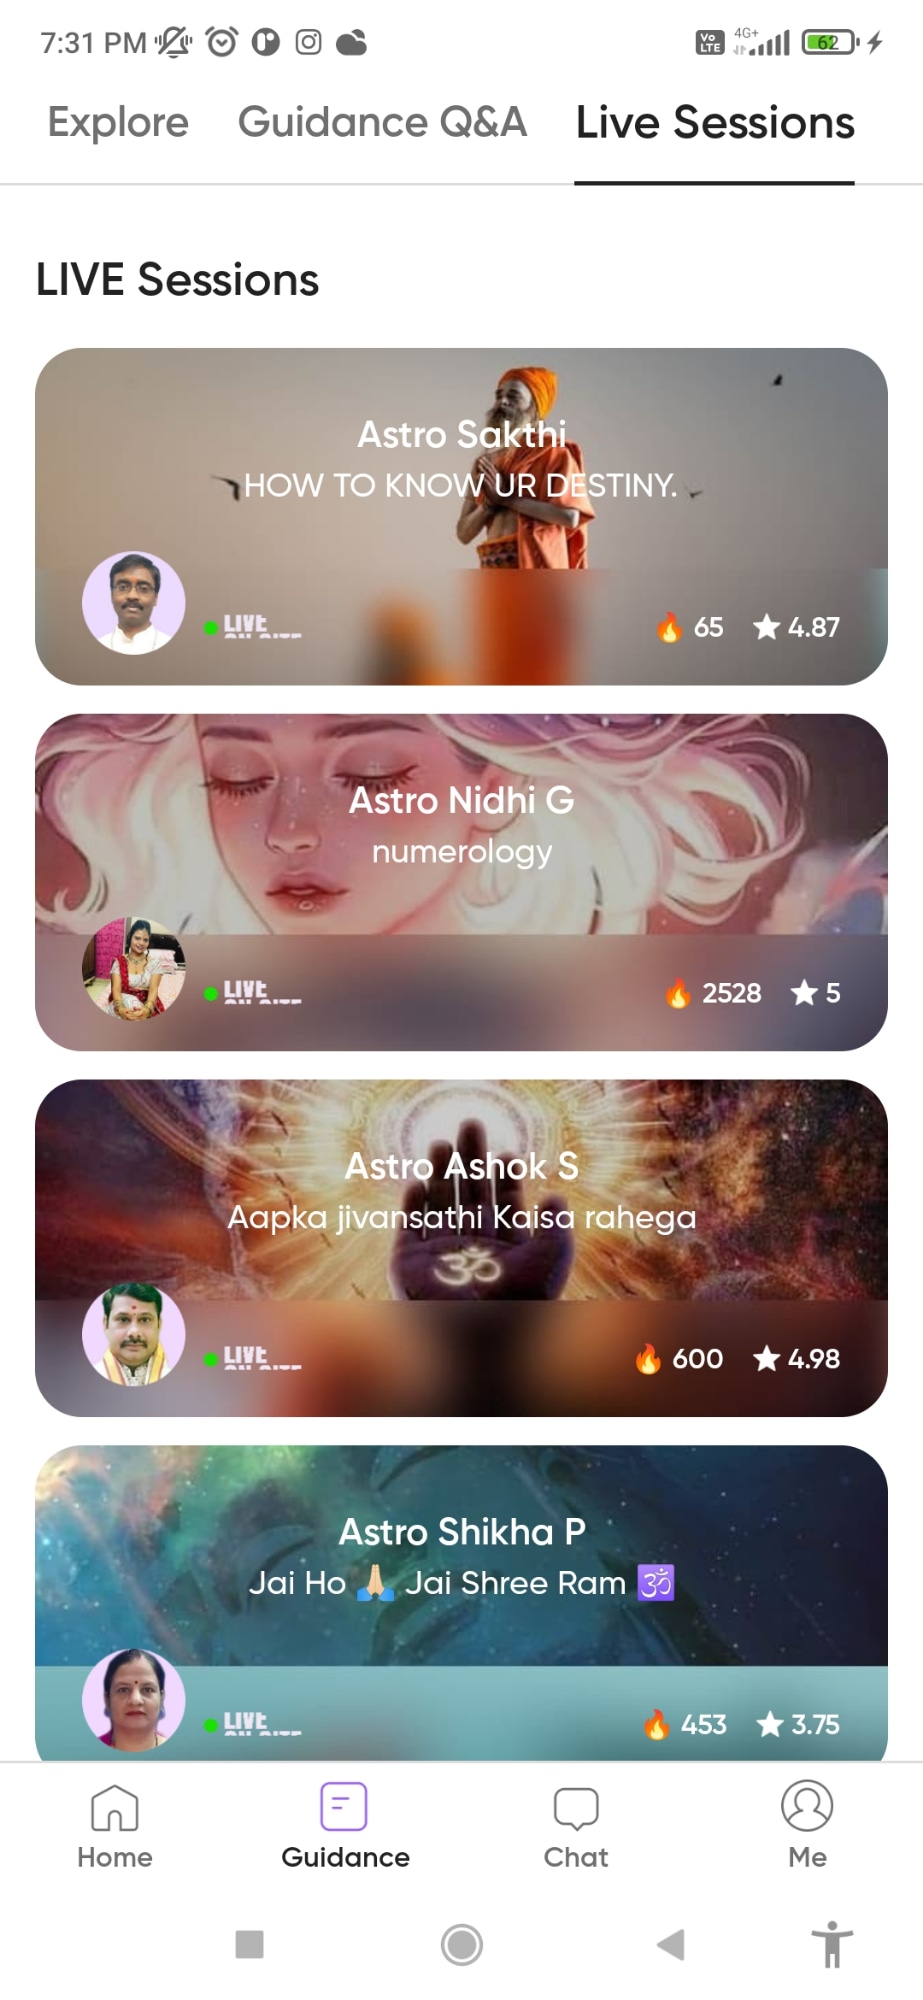 7:31 PM
Vo LTE 4G+ 62
Explore Guidance Q&A Live Sessions
LIVE Sessions
Astro Sakthi
HOW TO KNOW UR DESTINY.
LIVE
🔥 65 ★ 4.87
Astro Nidhi G
numerology
LIVE
🔥 2528 ★ 5
Astro Ashok S
Aapka jivansathi Kaisa rahega
ॐ
LIVE
🔥 600 ★ 4.98
Astro Shikha P
Jai Ho 🙏🏼 Jai Shree Ram 🕉
LIVE
🔥 453 ★ 3.75
Home Guidance Chat Me